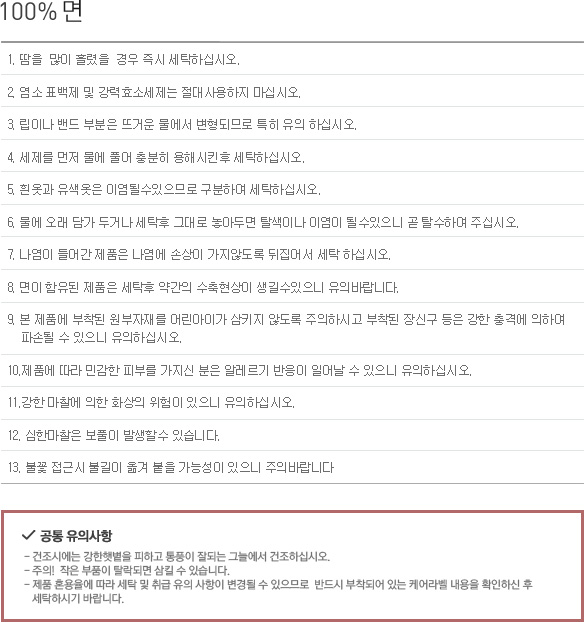 100% 면
1. 땀을 많이 흘렸을 경우 즉시 세탁하십시오.
2. 염소 표백제 및 강력효소세제는 절대사용하지 마십시오.
3. 립이나 밴드 부분은 뜨거운 물에서 변형되므로 특히 유의 하십시오.
4. 세제를 먼저 물에 풀어 충분히 용해시킨후 세탁하십시오.
5. 흰옷과 유색옷은 이염될수있으므로 구분하여 세탁하십시오.
6. 물에 오래 담가 두거나 세탁후 그대로 놓아두면 탈색이나 이염이 될수있으니 곧 탈수하여 주십시오.
7. 나염이 들어간 제품은 나염에 손상이 가지않도록 뒤집어서 세탁 하십시오.
8. 면이 함유된 제품은 세탁후 약간의 수축현상이 생길수있으니 유의바랍니다.
9. 본 제품에 부착된 원부자재를 어린아이가 삼키지 않도록 주의하시고 부착된 장신구 등은 강한 충격에 의하여
파손될 수 있으니 유의하십시오.
10.제품에 따라 민감한 피부를 가지신 분은 알레르기 반응이 일어날 수 있으니 유의하십시오.
11.강한 마찰에 의한 화상의 위험이 있으니 유의하십시오.
12. 심한마찰은 보풀이 발생할수 있습니다.
13. 불꽃 접근시 불길이 옮겨 붙을 가능성이 있으니 주의바랍니다
공통 유의사항
- 건조시에는 강한햇볕을 피하고 통풍이 잘되는 그늘에서 건조하십시오.
- 주의! 작은 부품이 탈락되면 삼킬 수 있습니다.
- 제품 혼용율에 따라 세탁 및 취급 유의 사항이 변경될 수 있으므로 반드시 부착되어 있는 케어라벨 내용을 확인하신 후
세탁하시기 바랍니다.